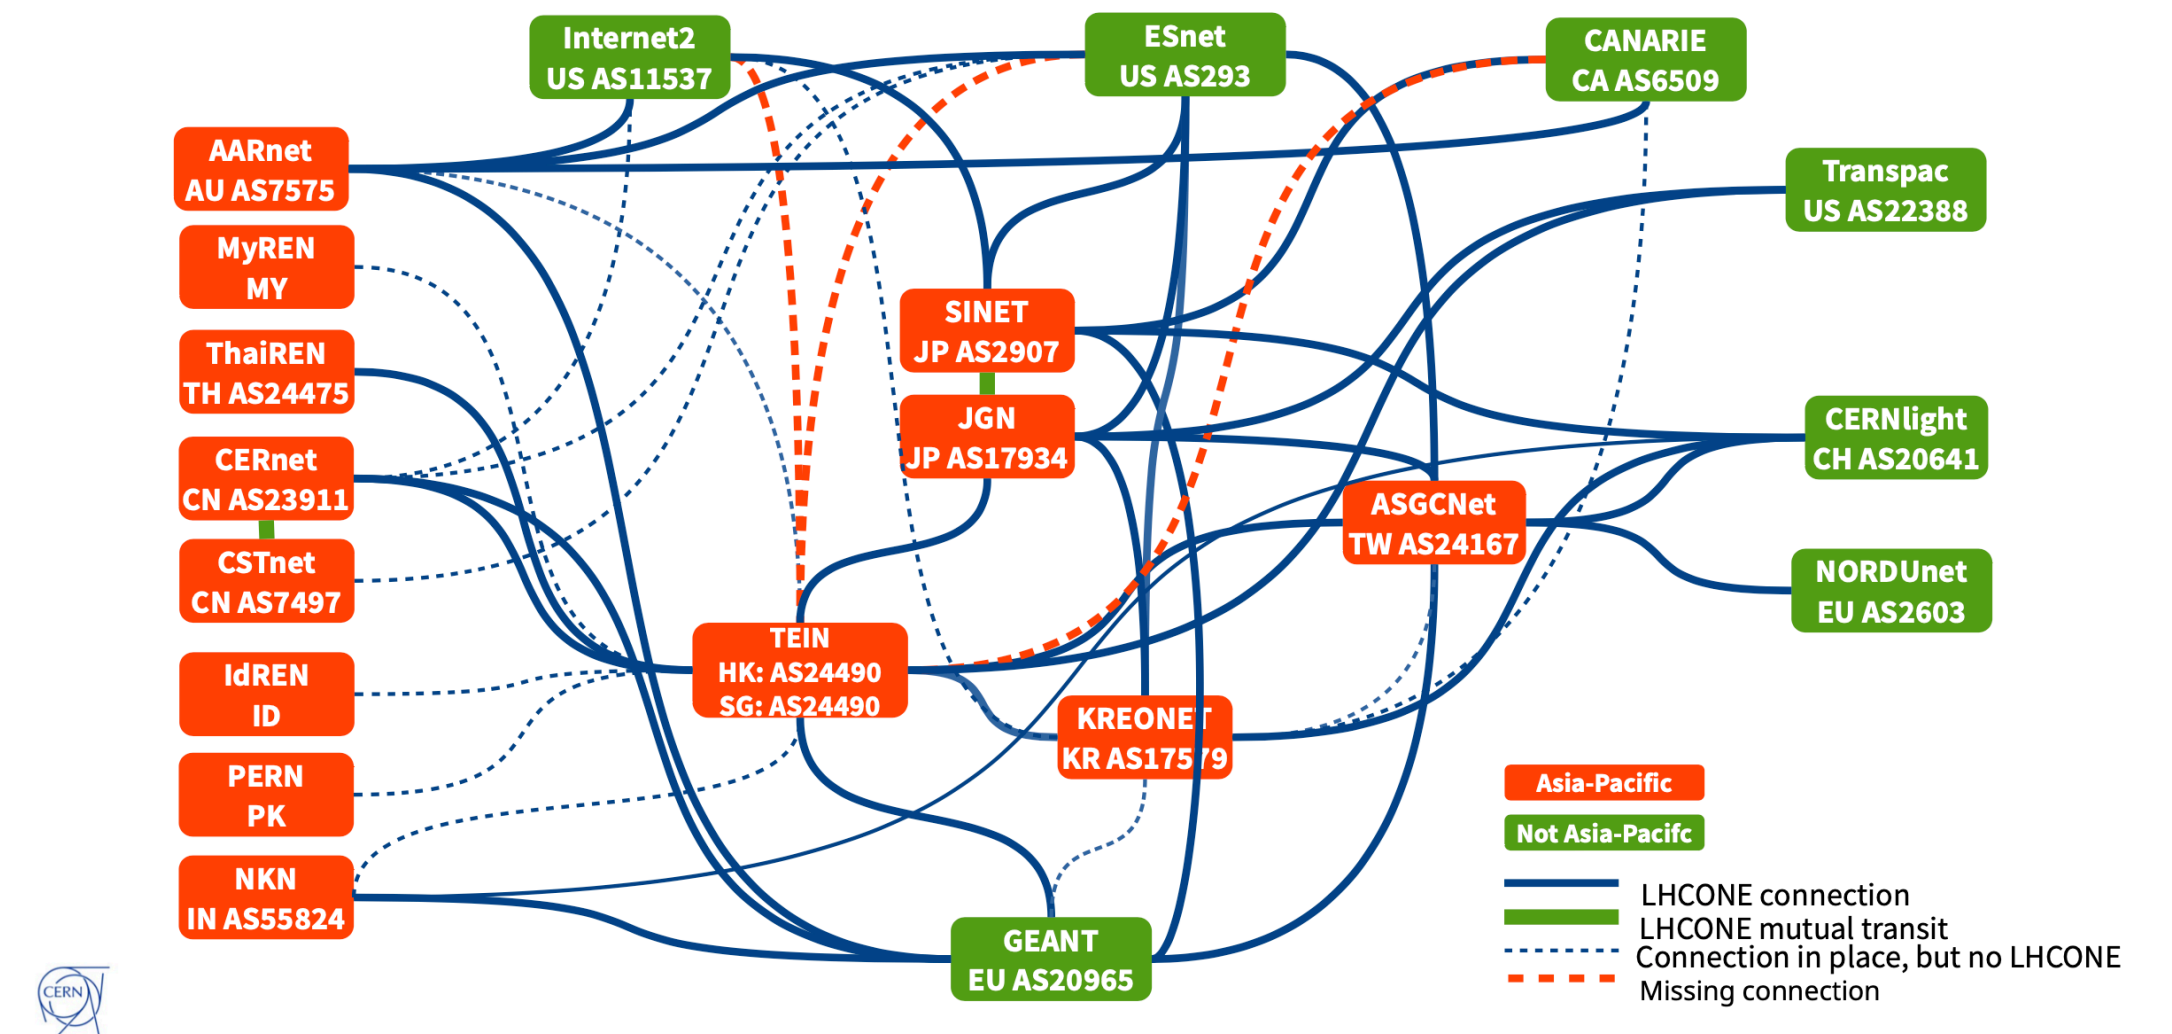 Internet2
US AS11537
ESnet
US AS293
CANARIE
CA AS6509
AARnet
AU AS7575
Transpac
US AS22388
MyREN
MY
SINET
JP AS2907
ThaiREN
TH AS24475
JGN
JP AS17934
CERNlight
CH AS20641
CERnet
CN AS23911
ASGCNet
TW AS24167
CSTnet
CN AS7497
NORDUnet
EU AS2603
TEIN
HK: AS24490
SG: AS24490
IdREN
ID
KREONET
KR AS17579
PERN
PK
NKN
IN AS55824
GEANT
EU AS20965
Asia-Pacific
Not Asia-Pacifc
LHCONE connection
LHCONE mutual transit
Connection in place, but no LHCONE
Missing connection
CERN